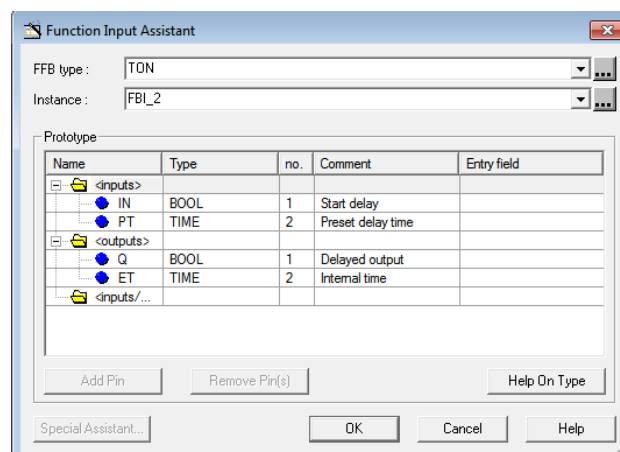 Function Input Assistant
FFB type : TON
Instance : FBI_2
Prototype
Name Type no. Comment Entry field
<inputs>
IN BOOL 1 Start delay
PT TIME 2 Preset delay time
<outputs>
Q BOOL 1 Delayed output
ET TIME 2 Internal time
<inputs/...
Add Pin Remove Pin(s) Help On Type
Special Assistant... OK Cancel Help